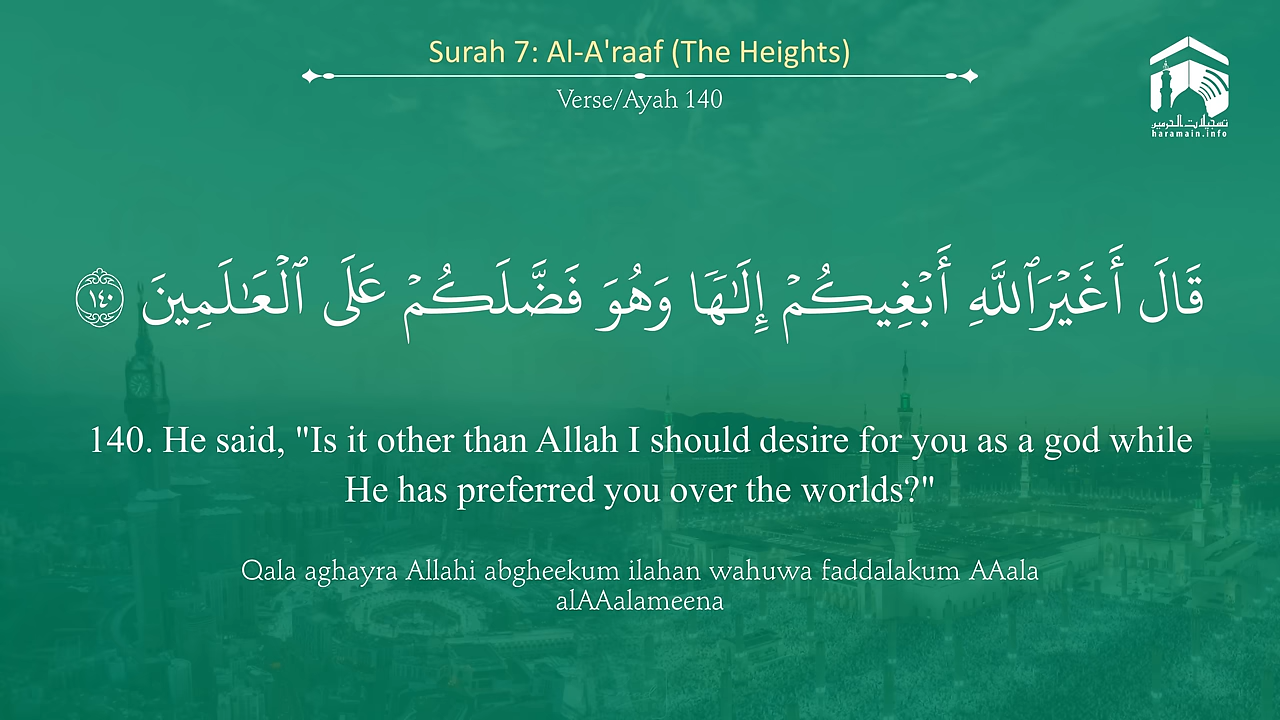 Surah 7: Al-A'raaf (The Heights)
Verse/Ayah 140
تسجيلات الحرمين
haramain.info
قَالَ أَغَيْرَ ٱللَّهِ أَبْغِيكُمْ إِلَـٰهًا وَهُوَ فَضَّلَكُمْ عَلَى ٱلْعَـٰلَمِينَ ١٤٠
140. He said, "Is it other than Allah I should desire for you as a god while
He has preferred you over the worlds?"
Qala aghayra Allahi abgheekum ilahan wahuwa faddalakum AAala
alAAalameena